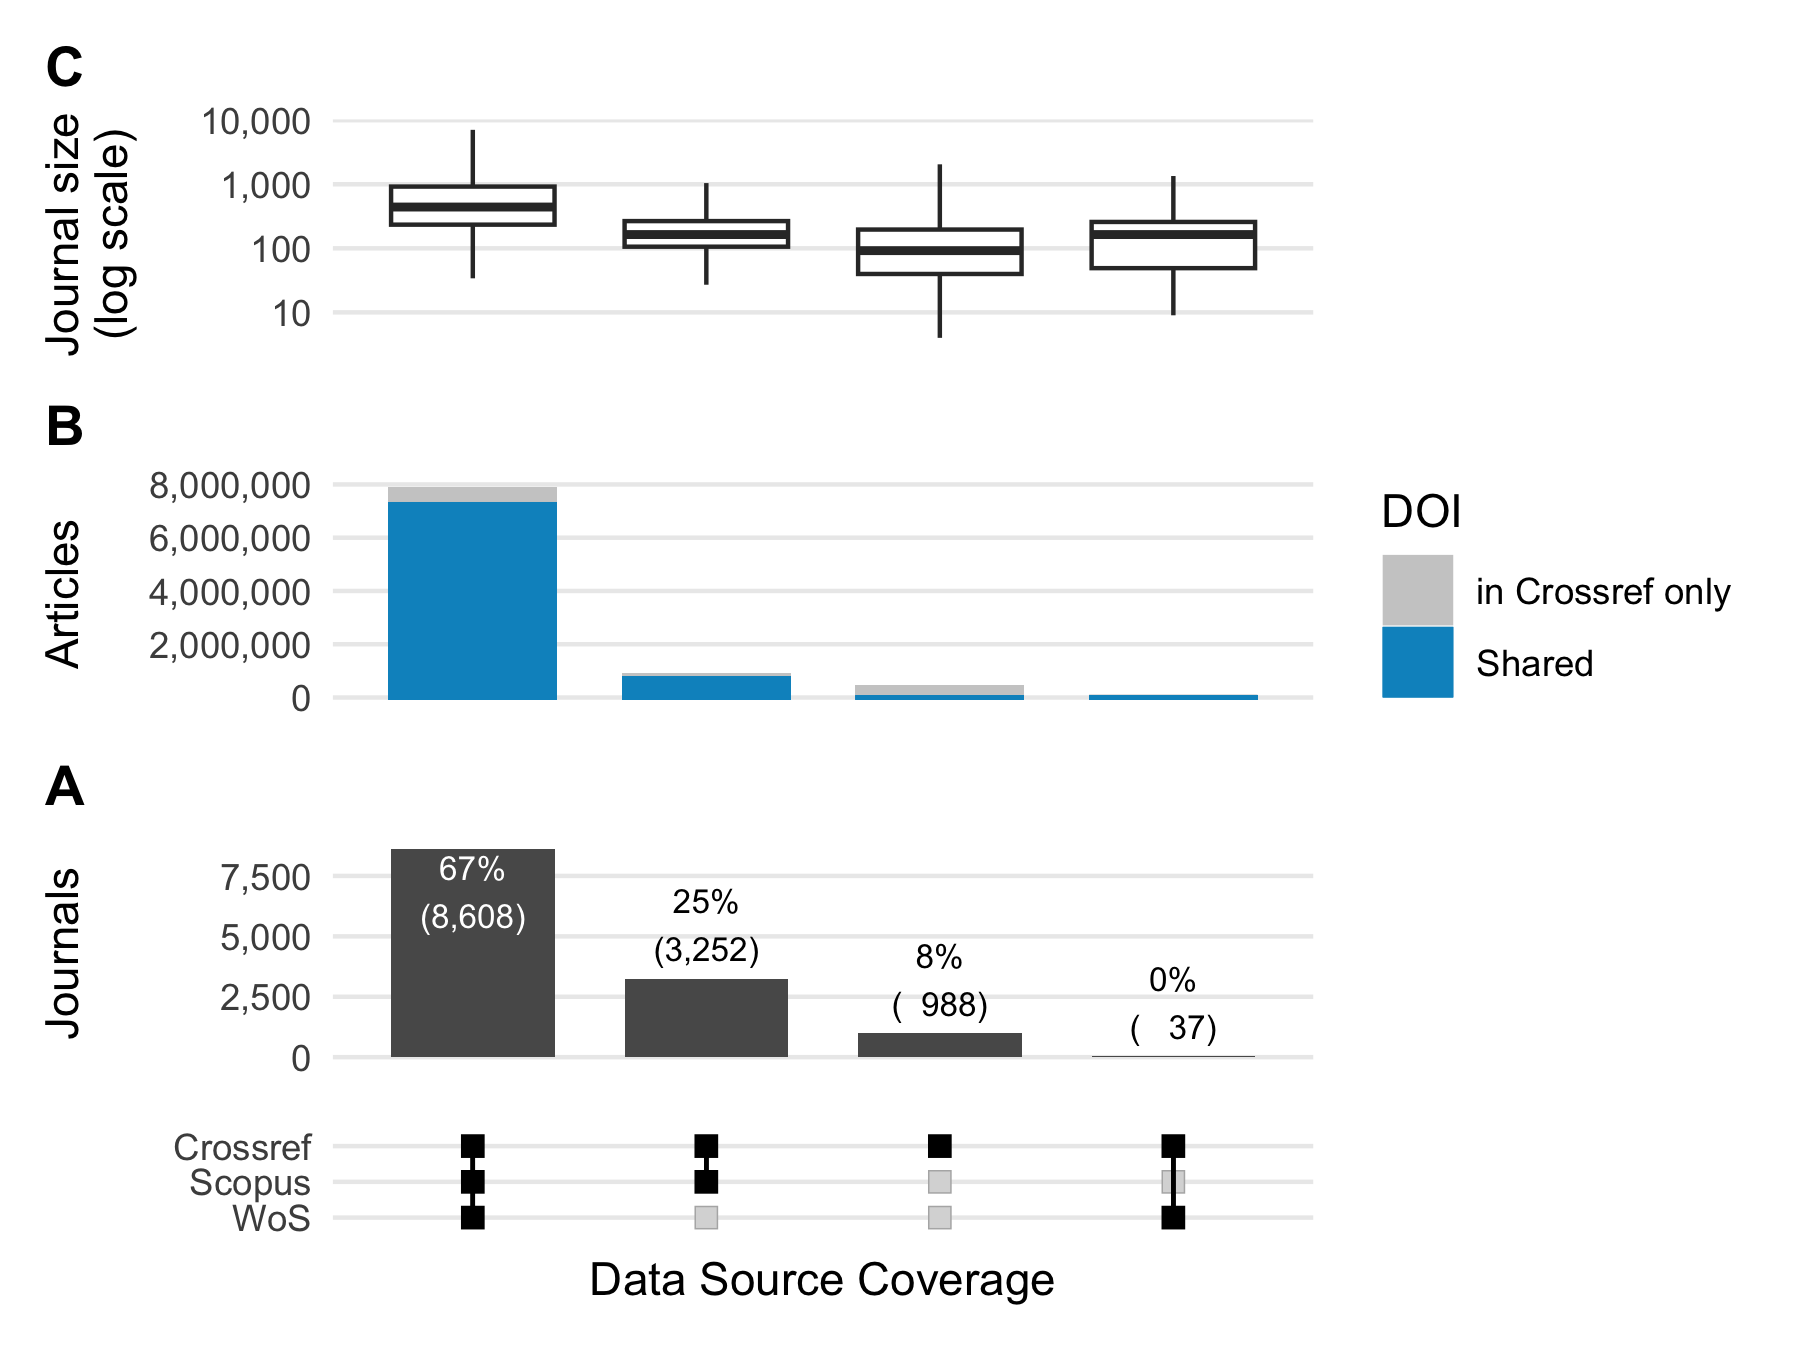 C
Journal size
(log scale)
10,000
1,000
100
10
B
Articles
8,000,000
6,000,000
4,000,000
2,000,000
0
DOI
in Crossref only
Shared
A
Journals
7,500
5,000
2,500
0
67%
(8,608)
25%
(3,252)
8%
( 988)
0%
( 37)
Crossref
Scopus
WoS
Data Source Coverage